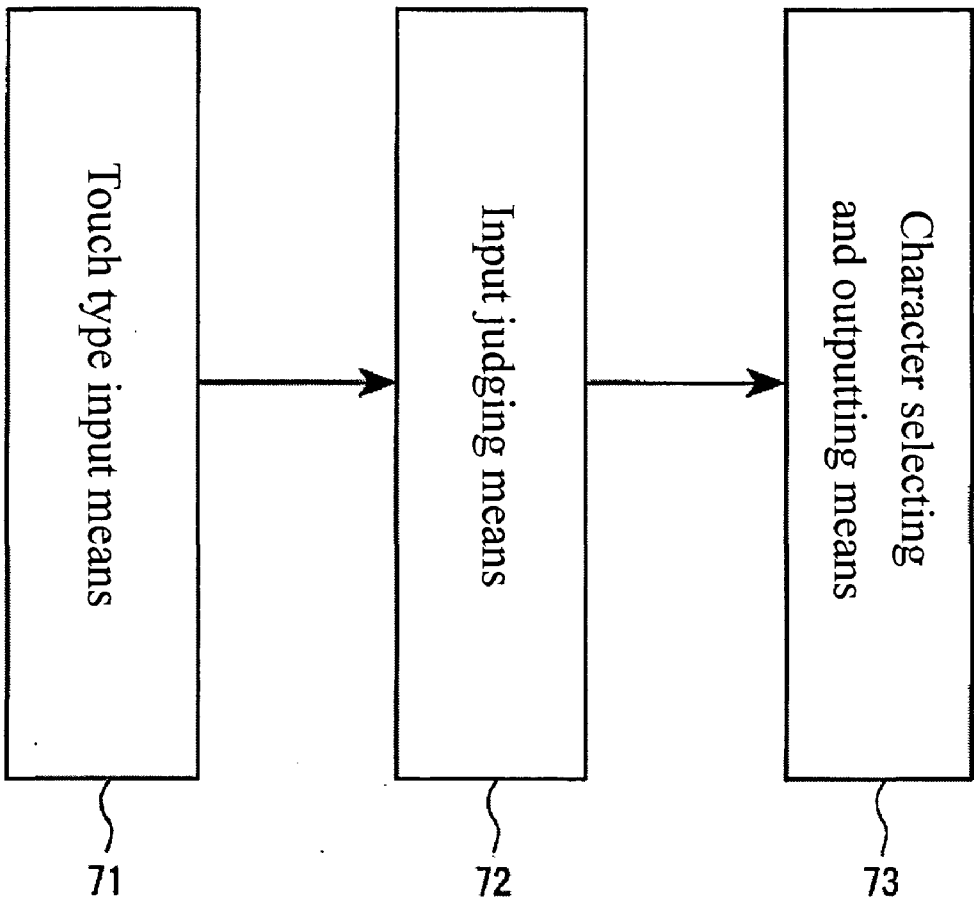 Touch type input means
71
Input judging means
72
Character selecting
and outputting means
73